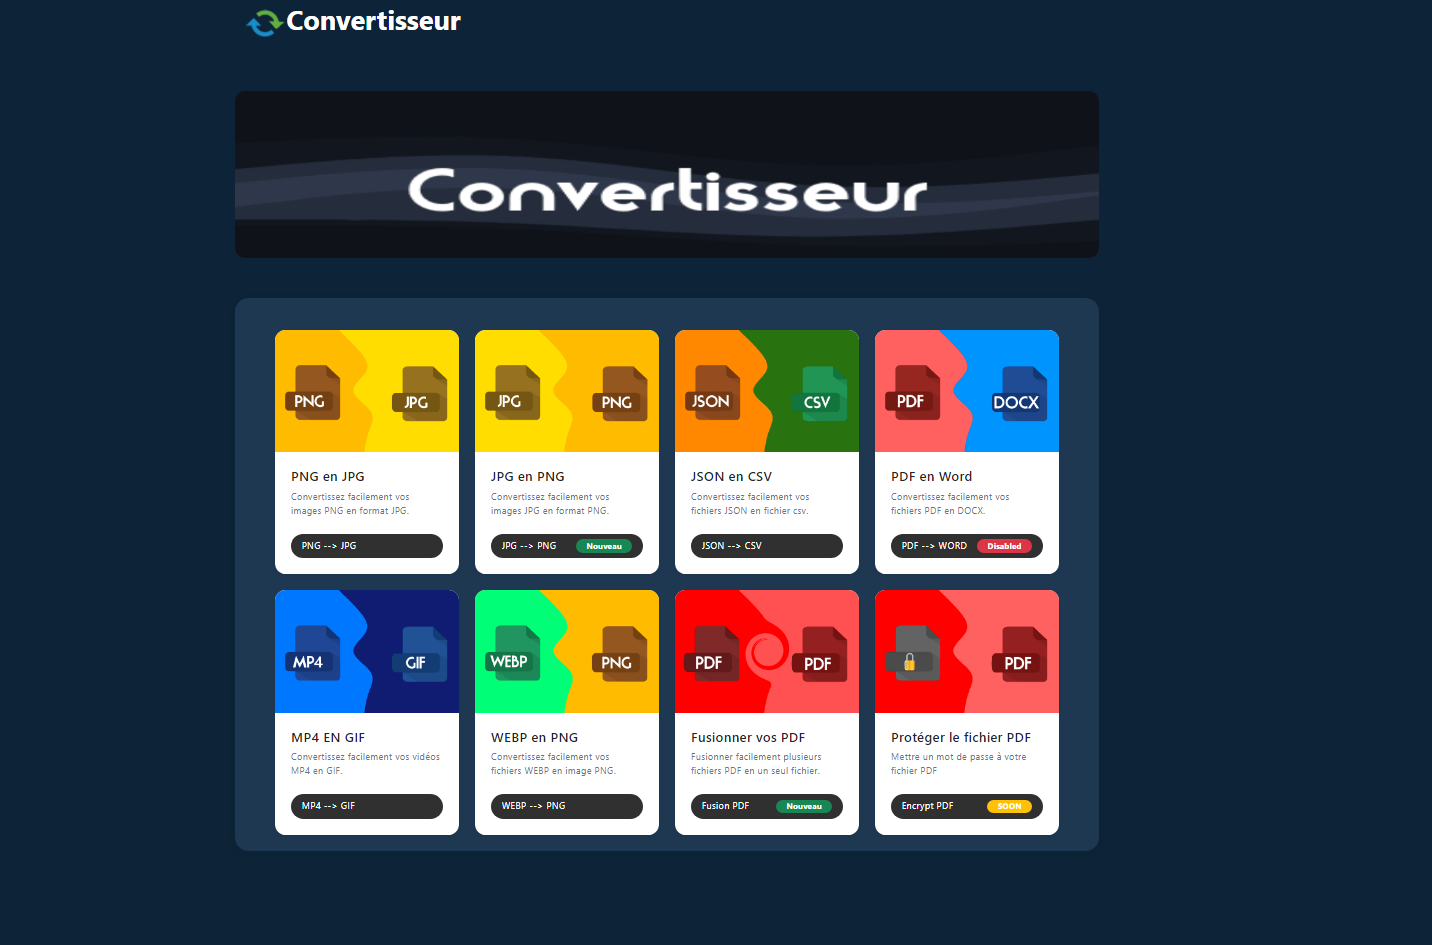 Convertisseur
Convertisseur
PNG
JPG
JPG
PNG
JSON
CSV
PDF
DOCX
PNG en JPG
Convertissez facilement vos
images PNG en format JPG.
PNG --> JPG
JPG en PNG
Convertissez facilement vos
images JPG en format PNG.
JPG --> PNG
Nouveau
JSON en CSV
Convertissez facilement vos
fichiers JSON en fichier csv.
JSON --> CSV
PDF en Word
Convertissez facilement vos
fichiers PDF en DOCX.
PDF --> WORD
Disabled
MP4
GIF
WEBP
PNG
PDF
PDF
PDF
MP4 EN GIF
Convertissez facilement vos vidéos
MP4 en GIF.
MP4 --> GIF
WEBP en PNG
Convertissez facilement vos
fichiers WEBP en image PNG.
WEBP --> PNG
Fusionner vos PDF
Fusionner facilement plusieurs
fichiers PDF en un seul fichier.
Fusion PDF
Nouveau
Protéger le fichier PDF
Mettre un mot de passe à votre
fichier PDF
Encrypt PDF
SOON